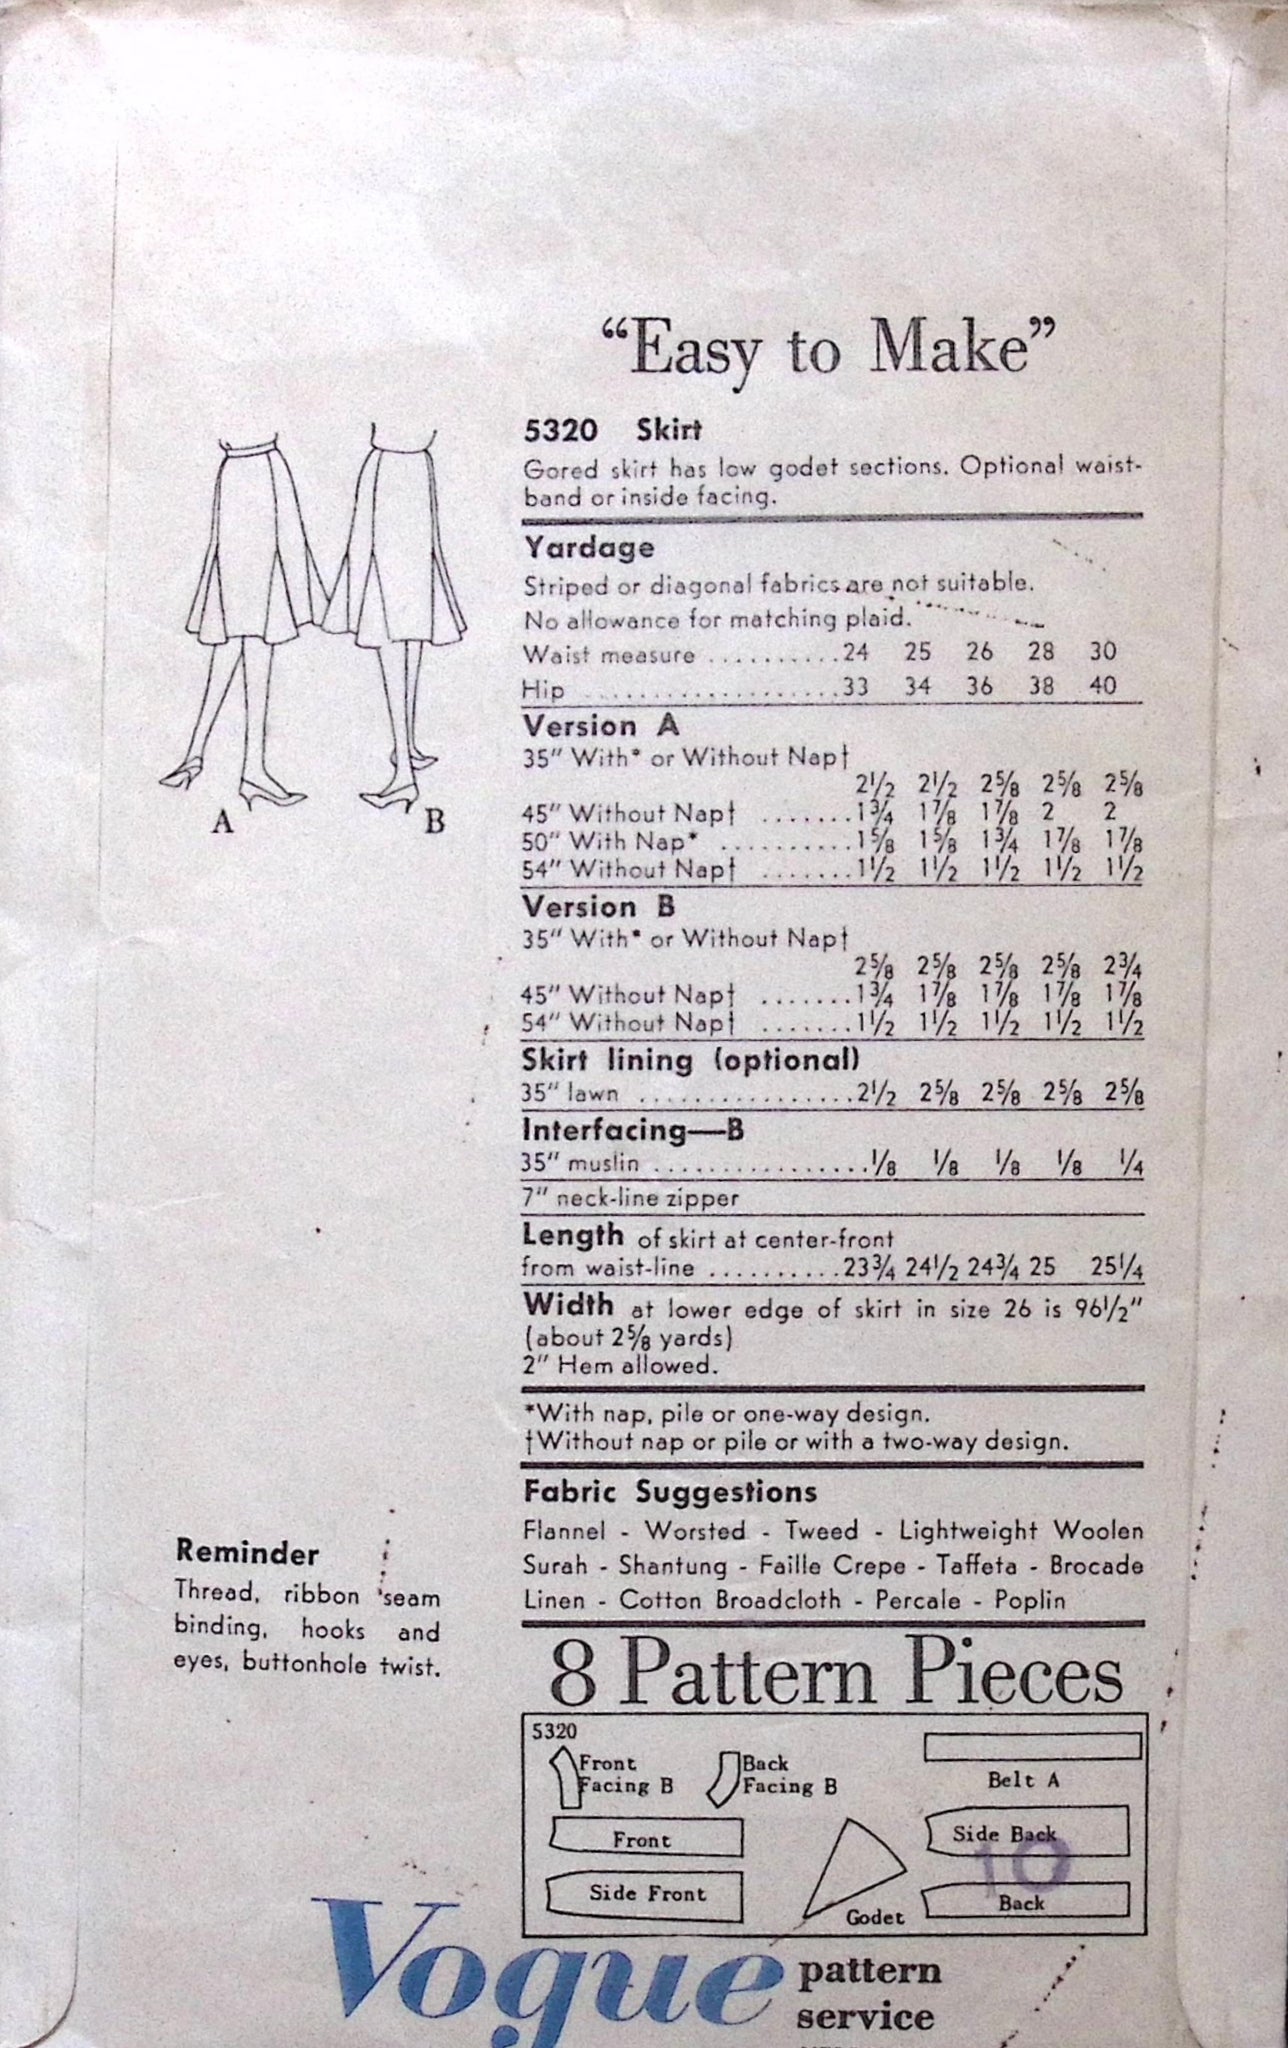 “Easy to Make”
5320 Skirt
Gored skirt has low godet sections. Optional waist-
band or inside facing.
Yardage
Striped or diagonal fabrics are not suitable.
No allowance for matching plaid.
Waist measure ..........24 25 26 28 30
Hip ....................33 34 36 38 40
Version A
35" With* or Without Nap†
2½ 2½ 2⅝ 2⅝ 2⅝
45" Without Nap† .......1¾ 1⅞ 1⅞ 2 2
50" With Nap* ..........1⅝ 1⅝ 1¾ 1⅞ 1⅞
54" Without Nap† .......1½ 1½ 1½ 1½ 1½
Version B
35" With* or Without Nap†
2⅝ 2⅝ 2⅝ 2⅝ 2¾
45" Without Nap† .......1¾ 1⅞ 1⅞ 1⅞ 1⅞
54" Without Nap† .......1½ 1½ 1½ 1½ 1½
Skirt lining (optional)
35" lawn ................2½ 2⅝ 2⅝ 2⅝ 2⅝
Interfacing—B
35" muslin ................⅛ ⅛ ⅛ ⅛ ¼
7" neck-line zipper
Length of skirt at center-front
from waist-line ..........23¾ 24½ 24¾ 25 25¼
Width at lower edge of skirt in size 26 is 96½"
(about 2⅝ yards)
2" Hem allowed.
*With nap, pile or one-way design.
†Without nap or pile or with a two-way design.
Fabric Suggestions
Flannel - Worsted - Tweed - Lightweight Woolen
Surah - Shantung - Faille Crepe - Taffeta - Brocade
Linen - Cotton Broadcloth - Percale - Poplin
A
B
Reminder
Thread, ribbon seam
binding, hooks and
eyes, buttonhole twist.
8 Pattern Pieces
5320
Front
Facing B
Back
Facing B
Belt A
Front
Side Back
10
Side Front
Godet
Back
Vogue pattern
service